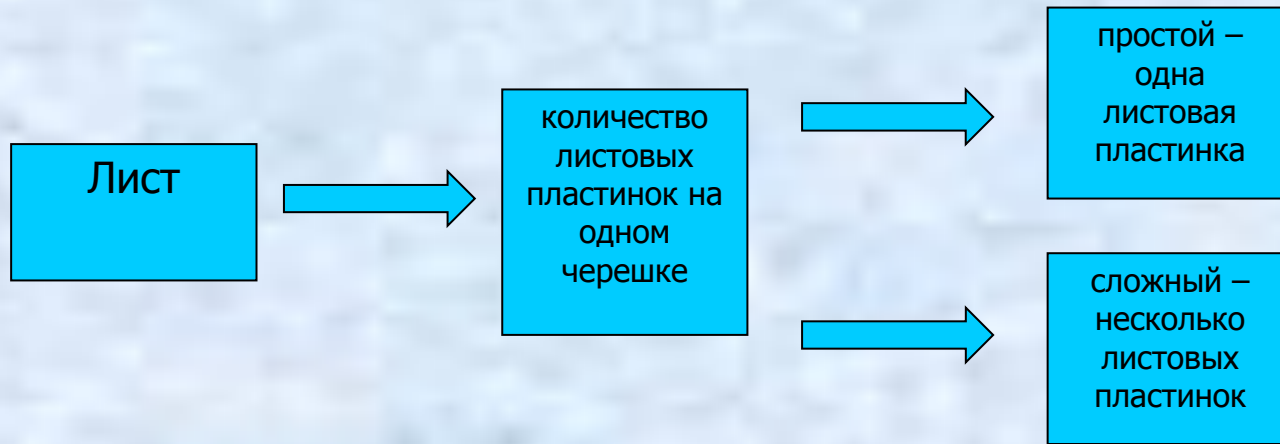 Лист
количество
листовых
пластинок на
одном
черешке
простой –
одна
листовая
пластинка
сложный –
несколько
листовых
пластинок